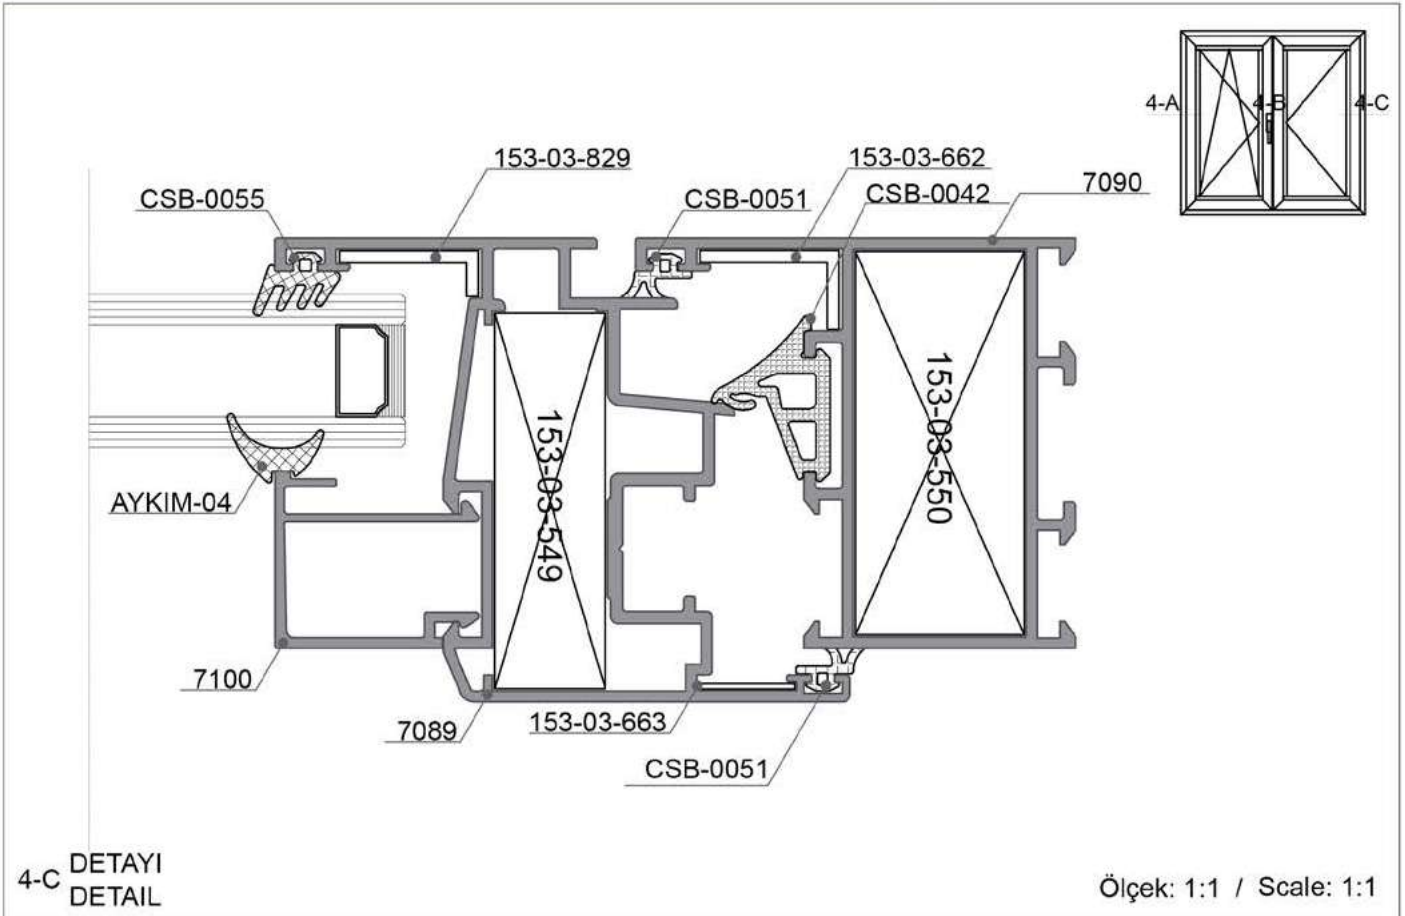 4-A
4-B
4-C
153-03-829
153-03-662
CSB-0055
CSB-0051
CSB-0042
7090
153-03-549
153-03-550
AYKIM-04
7100
7089
153-03-663
CSB-0051
4-C
DETAYI
DETAIL
Ölçek: 1:1 / Scale: 1:1